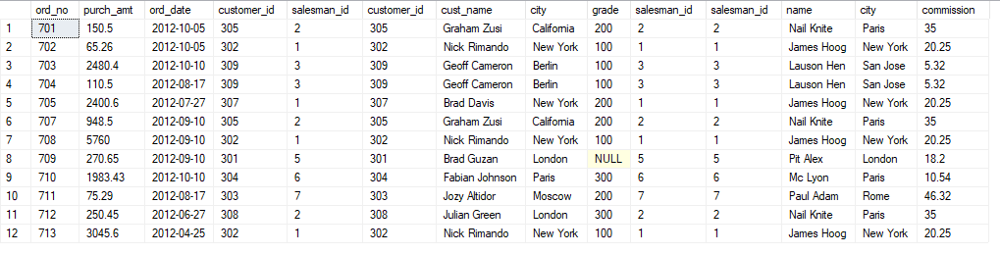 ord_no purch_amt ord_date customer_id salesman_id customer_id cust_name city grade salesman_id salesman_id name city commission
1 701 150.5 2012-10-05 305 2 305 Graham Zusi California 200 2 2 Nail Knite Paris 35
2 702 65.26 2012-10-05 302 1 302 Nick Rimando New York 100 1 1 James Hoog New York 20.25
3 703 2480.4 2012-10-10 309 3 309 Geoff Cameron Berlin 100 3 3 Lauson Hen San Jose 5.32
4 704 110.5 2012-08-17 309 3 309 Geoff Cameron Berlin 100 3 3 Lauson Hen San Jose 5.32
5 705 2400.6 2012-07-27 307 1 307 Brad Davis New York 200 1 1 James Hoog New York 20.25
6 707 948.5 2012-09-10 305 2 305 Graham Zusi California 200 2 2 Nail Knite Paris 35
7 708 5760 2012-09-10 302 1 302 Nick Rimando New York 100 1 1 James Hoog New York 20.25
8 709 270.65 2012-09-10 301 5 301 Brad Guzan London NULL 5 5 Pit Alex London 18.2
9 710 1983.43 2012-10-10 304 6 304 Fabian Johnson Paris 300 6 6 Mc Lyon Paris 10.54
10 711 75.29 2012-08-17 303 7 303 Jozy Altidor Moscow 200 7 7 Paul Adam Rome 46.32
11 712 250.45 2012-06-27 308 2 308 Julian Green London 300 2 2 Nail Knite Paris 35
12 713 3045.6 2012-04-25 302 1 302 Nick Rimando New York 100 1 1 James Hoog New York 20.25